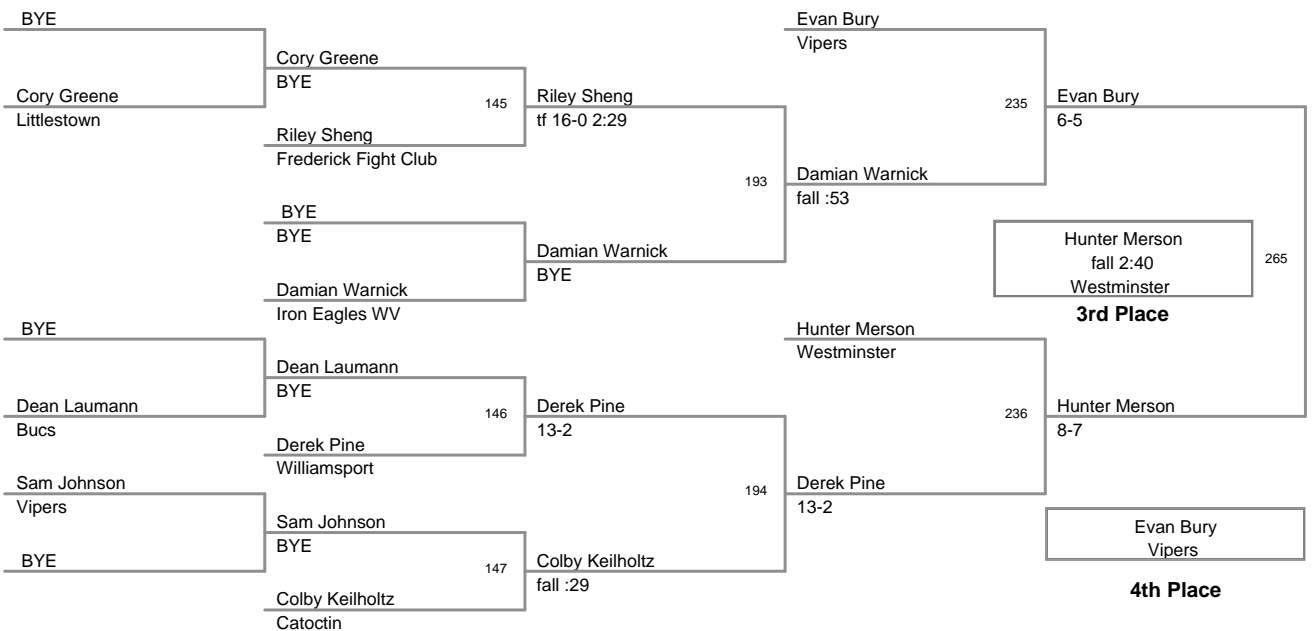 BYE
Evan Bury
Vipers
Cory Greene
BYE
Cory Greene
Littlestown
145
Riley Sheng
tf 16-0 2:29
235
Evan Bury
6-5
Riley Sheng
Frederick Fight Club
193
Damian Warnick
fall :53
BYE
BYE
Damian Warnick
BYE
Hunter Merson
fall 2:40
Westminster
265
3rd Place
Damian Warnick
Iron Eagles WV
BYE
Hunter Merson
Westminster
Dean Laumann
BYE
Dean Laumann
Bucs
146
Derek Pine
13-2
236
Hunter Merson
8-7
Derek Pine
Williamsport
Sam Johnson
Vipers
194
Derek Pine
13-2
Sam Johnson
BYE
Evan Bury
Vipers
BYE
147
Colby Keilholtz
fall :29
4th Place
Colby Keilholtz
Catoctin